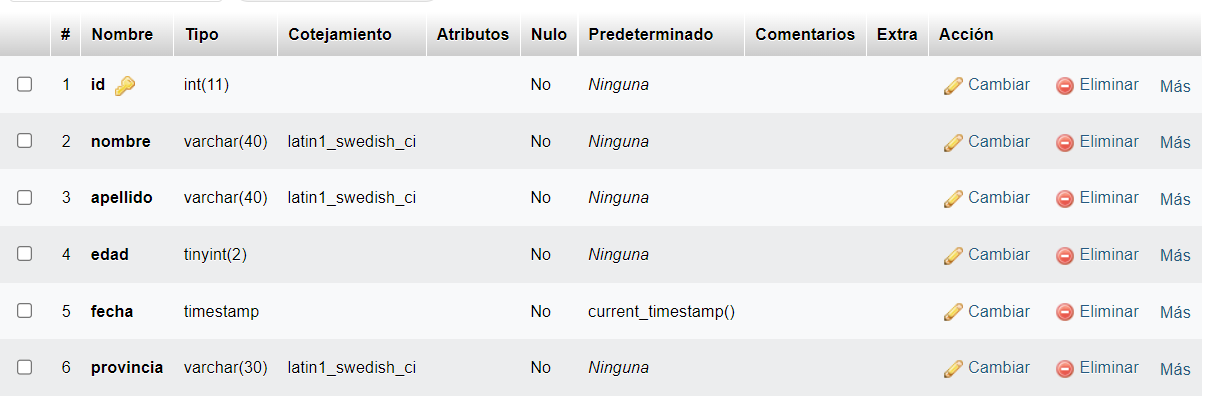 # Nombre Tipo Cotejamiento Atributos Nulo Predeterminado Comentarios Extra Acción
1 id int(11) No Ninguna Cambiar Eliminar Más
2 nombre varchar(40) latin1_swedish_ci No Ninguna Cambiar Eliminar Más
3 apellido varchar(40) latin1_swedish_ci No Ninguna Cambiar Eliminar Más
4 edad tinyint(2) No Ninguna Cambiar Eliminar Más
5 fecha timestamp No current_timestamp() Cambiar Eliminar Más
6 provincia varchar(30) latin1_swedish_ci No Ninguna Cambiar Eliminar Más